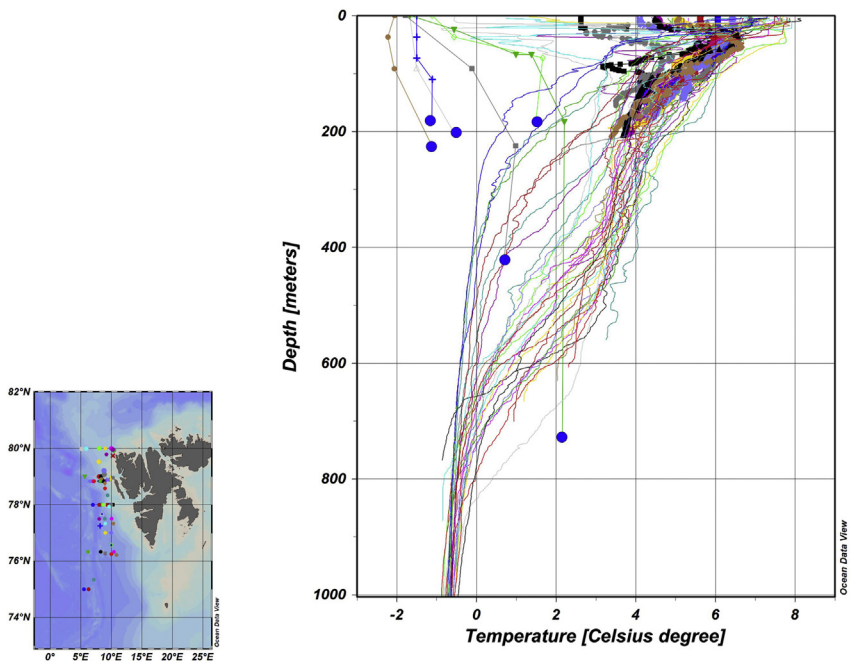 0
200
400
600
800
1000
Depth [meters]
-2
0
2
4
6
8
Temperature [Celsius degree]
Ocean Data View
82°N
80°N
78°N
76°N
74°N
0°
5°E
10°E
15°E
20°E
25°E
Ocean Data View